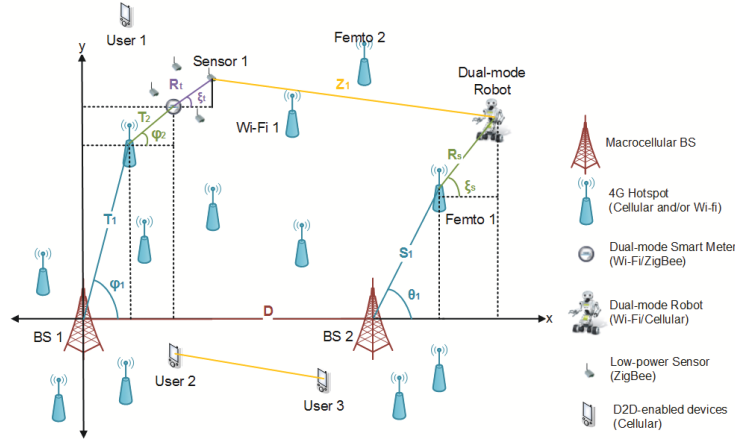 User 1
y
Sensor 1
Femto 2
Dual-mode
Robot
Rₜ
ξₜ
Z₁
T₂
φ₂
Wi-Fi 1
Rₛ
ξₛ
Femto 1
T₁
S₁
φ₁
θ₁
D
x
BS 1
BS 2
User 2
User 3
Macrocellular BS
4G Hotspot
(Cellular and/or Wi-fi)
Dual-mode Smart Meter
(Wi-Fi/ZigBee)
Dual-mode Robot
(Wi-Fi/Cellular)
Low-power Sensor
(ZigBee)
D2D-enabled devices
(Cellular)